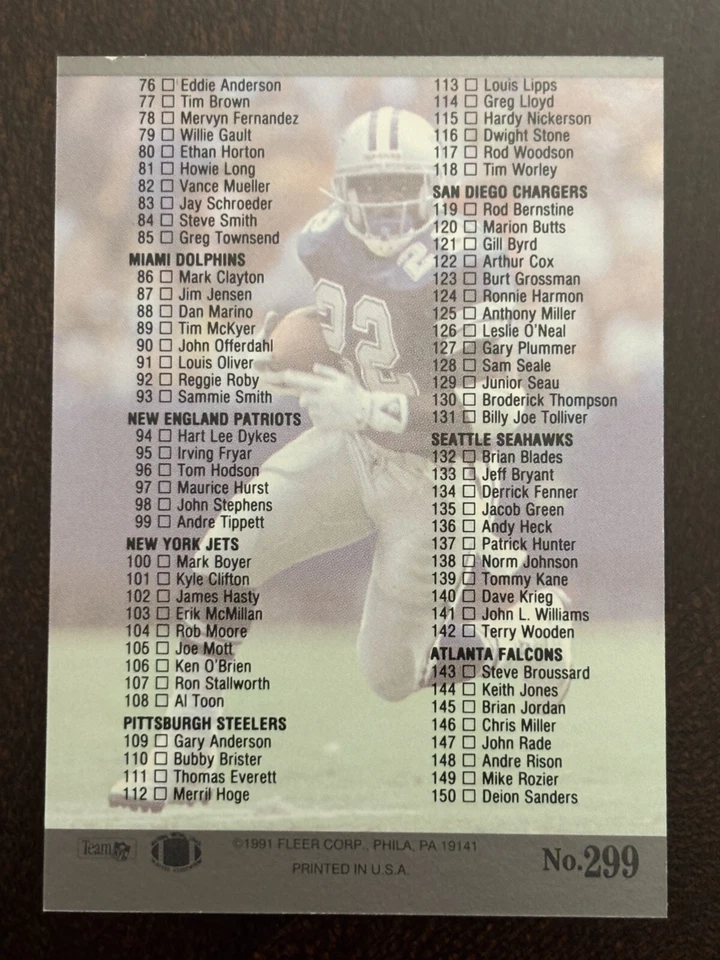 76 □ Eddie Anderson
77 □ Tim Brown
78 □ Mervyn Fernandez
79 □ Willie Gault
80 □ Ethan Horton
81 □ Howie Long
82 □ Vance Mueller
83 □ Jay Schroeder
84 □ Steve Smith
85 □ Greg Townsend
MIAMI DOLPHINS
86 □ Mark Clayton
87 □ Jim Jensen
88 □ Dan Marino
89 □ Tim McKyer
90 □ John Offerdahl
91 □ Louis Oliver
92 □ Reggie Roby
93 □ Sammie Smith
NEW ENGLAND PATRIOTS
94 □ Hart Lee Dykes
95 □ Irving Fryar
96 □ Tom Hodson
97 □ Maurice Hurst
98 □ John Stephens
99 □ Andre Tippett
NEW YORK JETS
100 □ Mark Boyer
101 □ Kyle Clifton
102 □ James Hasty
103 □ Erik McMillan
104 □ Rob Moore
105 □ Joe Mott
106 □ Ken O'Brien
107 □ Ron Stallworth
108 □ Al Toon
PITTSBURGH STEELERS
109 □ Gary Anderson
110 □ Bubby Brister
111 □ Thomas Everett
112 □ Merril Hoge
113 □ Louis Lipps
114 □ Greg Lloyd
115 □ Hardy Nickerson
116 □ Dwight Stone
117 □ Rod Woodson
118 □ Tim Worley
SAN DIEGO CHARGERS
119 □ Rod Bernstine
120 □ Marion Butts
121 □ Gill Byrd
122 □ Arthur Cox
123 □ Burt Grossman
124 □ Ronnie Harmon
125 □ Anthony Miller
126 □ Leslie O'Neal
127 □ Gary Plummer
128 □ Sam Seale
129 □ Junior Seau
130 □ Broderick Thompson
131 □ Billy Joe Tolliver
SEATTLE SEAHAWKS
132 □ Brian Blades
133 □ Jeff Bryant
134 □ Derrick Fenner
135 □ Jacob Green
136 □ Andy Heck
137 □ Patrick Hunter
138 □ Norm Johnson
139 □ Tommy Kane
140 □ Dave Krieg
141 □ John L. Williams
142 □ Terry Wooden
ATLANTA FALCONS
143 □ Steve Broussard
144 □ Keith Jones
145 □ Brian Jordan
146 □ Chris Miller
147 □ John Rade
148 □ Andre Rison
149 □ Mike Rozier
150 □ Deion Sanders
22
2
Team NFL
©1991 FLEER CORP., PHILA, PA 19141
PRINTED IN U.S.A.
No.299